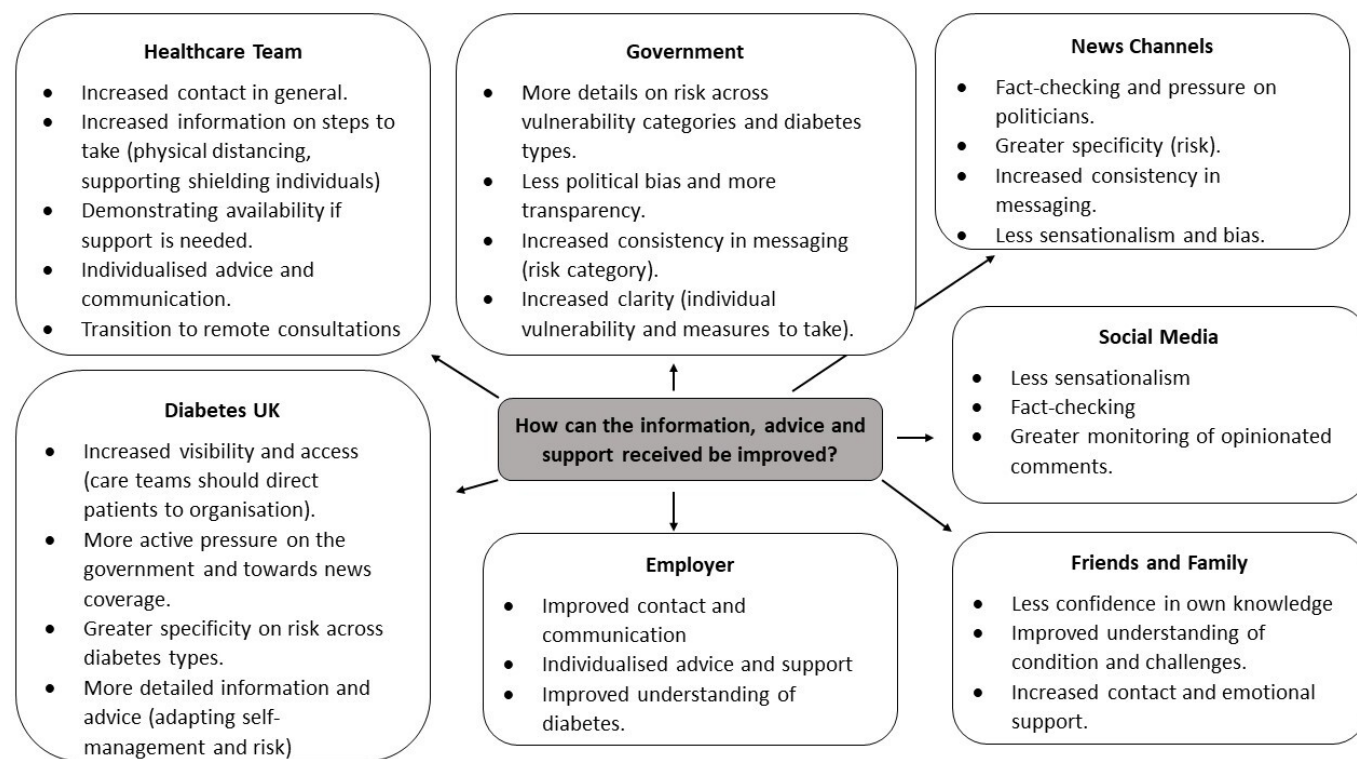 Healthcare Team
● Increased contact in general.
● Increased information on steps to
take (physical distancing,
supporting shielding individuals)
● Demonstrating availability if
support is needed.
● Individualised advice and
communication.
● Transition to remote consultations
Government
● More details on risk across
vulnerability categories and diabetes
types.
● Less political bias and more
transparency.
● Increased consistency in messaging
(risk category).
● Increased clarity (individual
vulnerability and measures to take).
News Channels
● Fact-checking and pressure on
politicians.
● Greater specificity (risk).
● Increased consistency in
messaging.
● Less sensationalism and bias.
Social Media
● Less sensationalism
● Fact-checking
● Greater monitoring of opinionated
comments.
How can the information, advice and
support received be improved?
Diabetes UK
● Increased visibility and access
(care teams should direct
patients to organisation).
● More active pressure on the
government and towards news
coverage.
● Greater specificity on risk across
diabetes types.
● More detailed information and
advice (adapting self-
management and risk)
Employer
● Improved contact and
communication
● Individualised advice and support
● Improved understanding of
diabetes.
Friends and Family
● Less confidence in own knowledge
● Improved understanding of
condition and challenges.
● Increased contact and emotional
support.